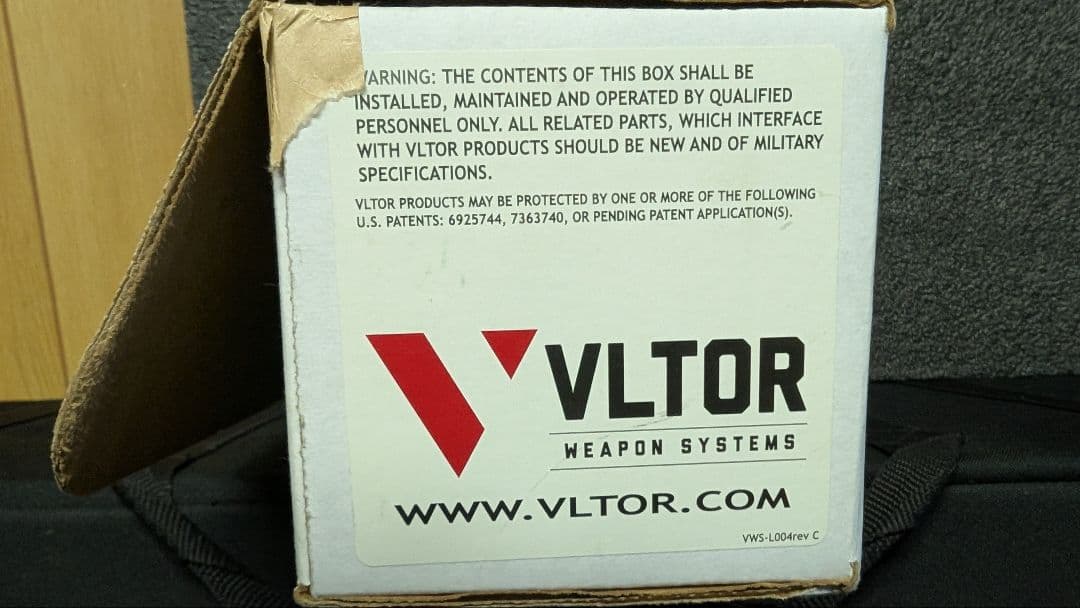 WARNING: THE CONTENTS OF THIS BOX SHALL BE
INSTALLED, MAINTAINED AND OPERATED BY QUALIFIED
PERSONNEL ONLY. ALL RELATED PARTS, WHICH INTERFACE
WITH VLTOR PRODUCTS SHOULD BE NEW AND OF MILITARY
SPECIFICATIONS.
VLTOR PRODUCTS MAY BE PROTECTED BY ONE OR MORE OF THE FOLLOWING
U.S. PATENTS: 6925744, 7363740, OR PENDING PATENT APPLICATION(S).
VLTOR
WEAPON SYSTEMS
WWW.VLTOR.COM
VWS-L004rev C